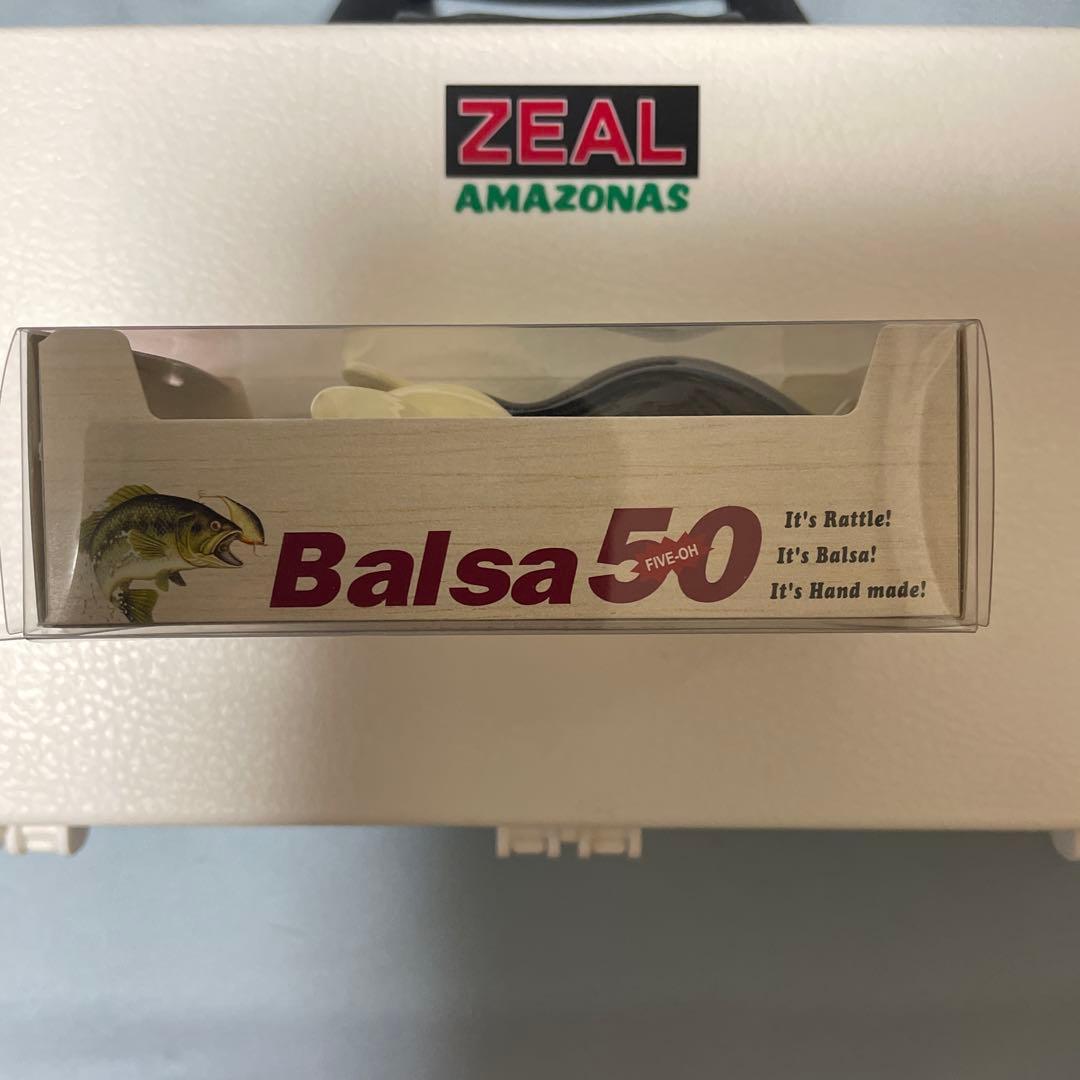 ZEAL
AMAZONAS
Balsa 50
FIVE-OH
It's Rattle!
It's Balsa!
It's Hand made!